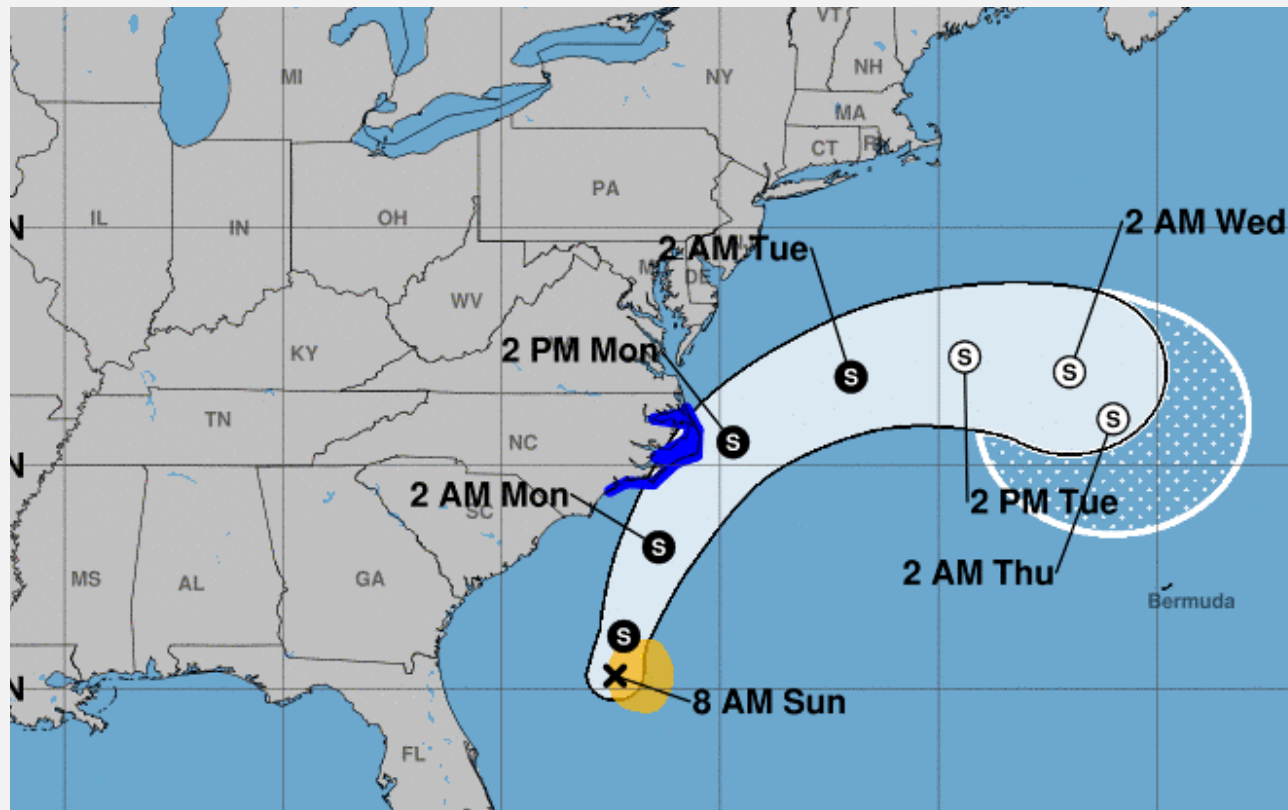 VT
MI
NY
NH
MA
CT
PA
IL
IN
OH
N
2 AM Wed
2 AM Tue
DE
WV
S
S
S
2 PM Mon
KY
S
TN
NC
S
N
2 AM Mon
SC
2 PM Tue
S
2 AM Thu
MS
AL
GA
Bermuda
S
N
8 AM Sun
FL